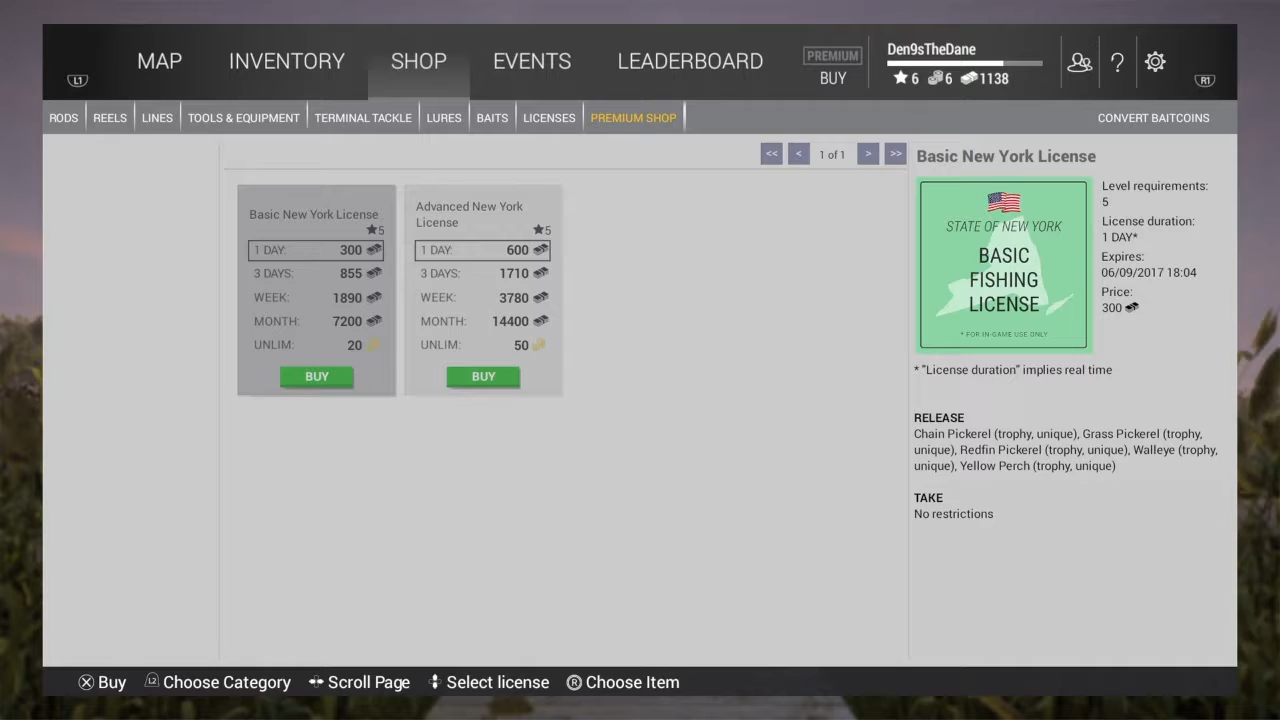 MAP INVENTORY SHOP EVENTS LEADERBOARD
PREMIUM
BUY
Den9sTheDane
6 6 1138
L1
R1
RODS REELS LINES TOOLS & EQUIPMENT TERMINAL TACKLE LURES BAITS LICENSES PREMIUM SHOP CONVERT BAITCOINS
<< < 1 of 1 > >>
Basic New York License
5
1 DAY: 300
3 DAYS: 855
WEEK: 1890
MONTH: 7200
UNLIM: 20
BUY
Advanced New York
License
5
1 DAY: 600
3 DAYS: 1710
WEEK: 3780
MONTH: 14400
UNLIM: 50
BUY
Basic New York License
STATE OF NEW YORK
BASIC
FISHING
LICENSE
* FOR IN-GAME USE ONLY
Level requirements:
5
License duration:
1 DAY*
Expires:
06/09/2017 18:04
Price:
300
* "License duration" implies real time
RELEASE
Chain Pickerel (trophy, unique), Grass Pickerel (trophy,
unique), Redfin Pickerel (trophy, unique), Walleye (trophy,
unique), Yellow Perch (trophy, unique)
TAKE
No restrictions
Buy L2 Choose Category Scroll Page Select license R Choose Item